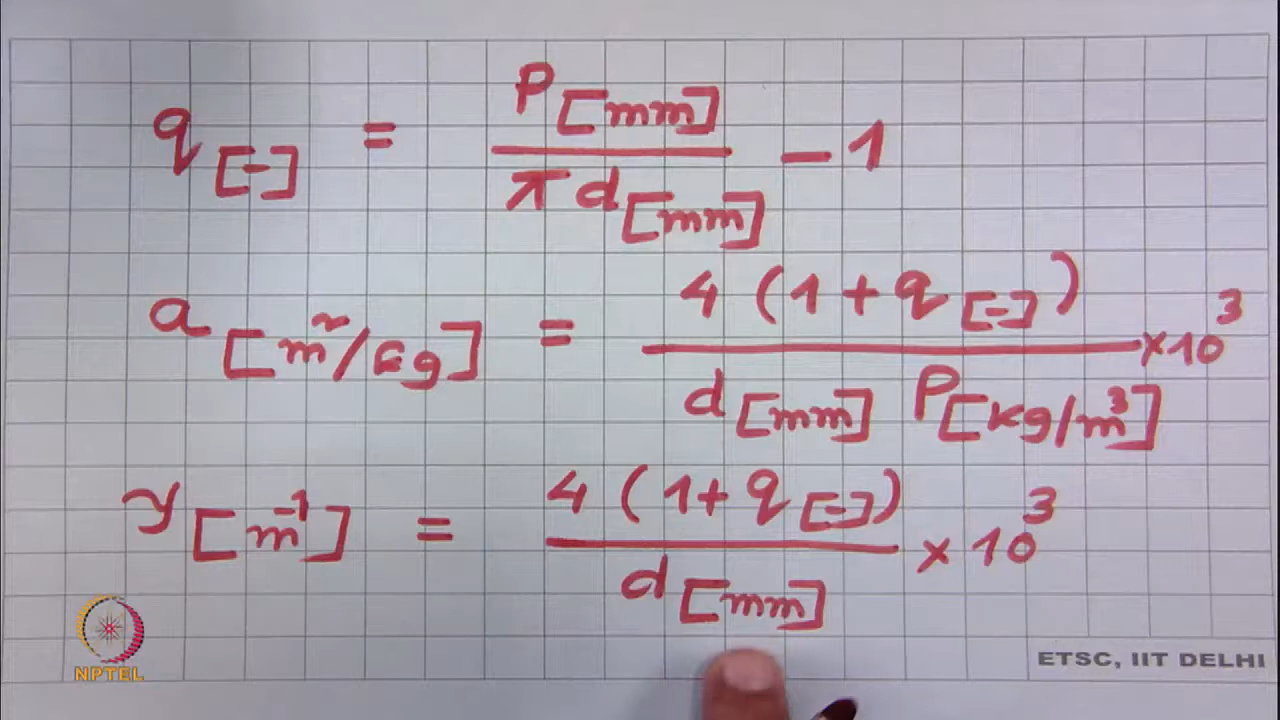 q[-] = P[mm] / π d[mm] - 1
a[m²/kg] = 4 (1+q[-]) / d[mm] P[kg/m³] ×10³
γ[m⁻¹] = 4 (1+q[-]) / d[mm] × 10³
NPTEL
ETSC, IIT DELHI